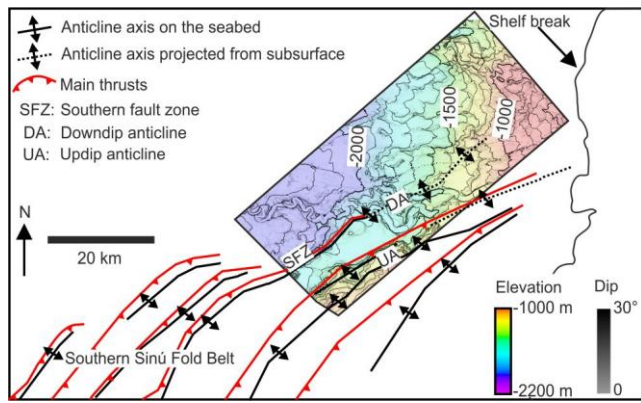 Anticline axis on the seabed
Anticline axis projected from subsurface
Main thrusts
SFZ: Southern fault zone
DA: Downdip anticline
UA: Updip anticline
Shelf break
-2000
-1500
-1000
N
20 km
DA
SFZ
UA
Southern Sinú Fold Belt
Elevation
-1000 m
-2200 m
Dip
30°
0